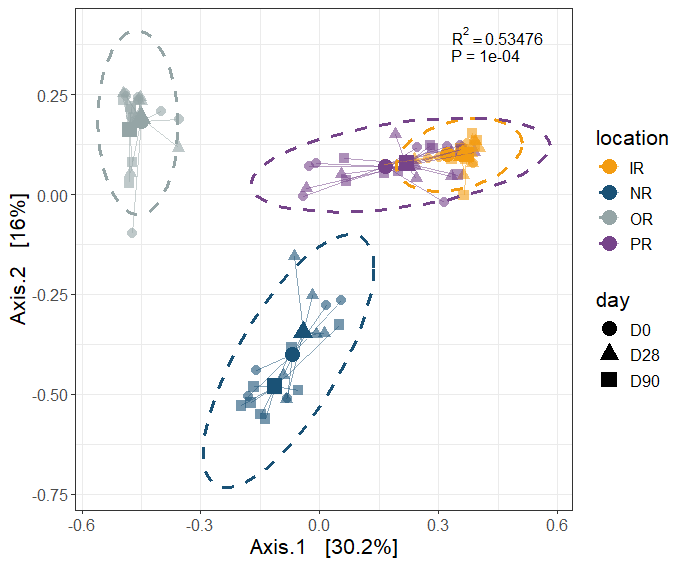 R² = 0.53476
P = 1e-04
0.25
0.00
-0.25
-0.50
-0.75
Axis.2 [16%]
-0.6 -0.3 0.0 0.3 0.6
Axis.1 [30.2%]
location
IR
NR
OR
PR
day
D0
D28
D90